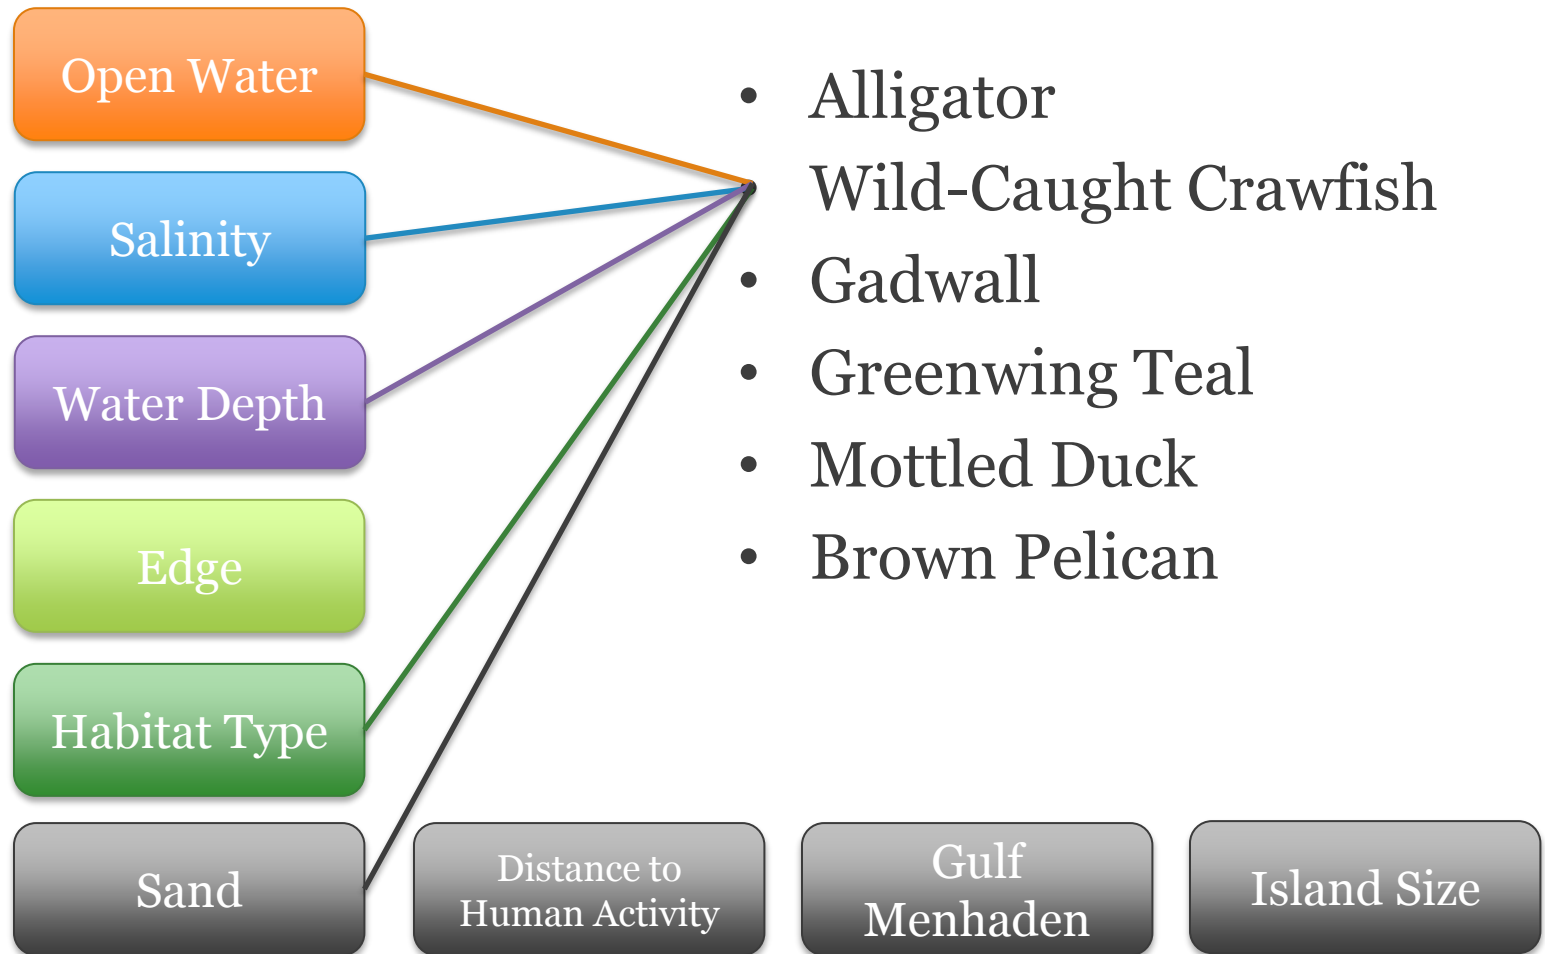 Open Water
Salinity
Water Depth
Edge
Habitat Type
Sand
• Alligator
• Wild-Caught Crawfish
• Gadwall
• Greenwing Teal
• Mottled Duck
• Brown Pelican
Distance to
Human Activity
Gulf
Menhaden
Island Size